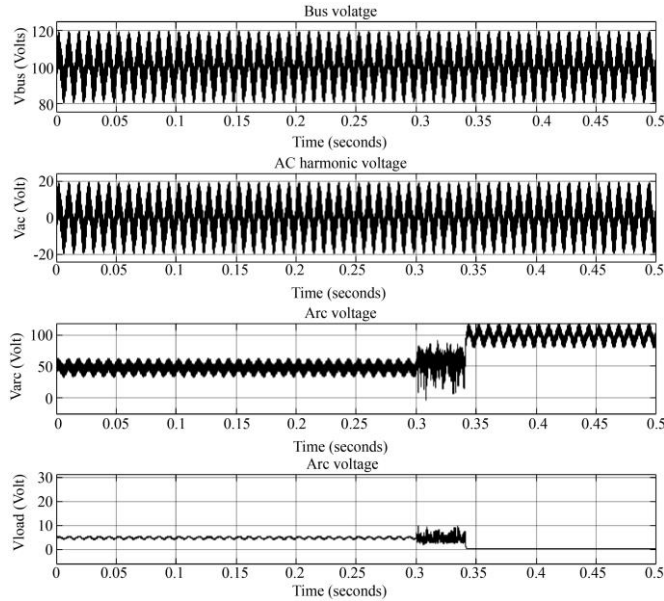 Bus volatge
Vbus (Volts)
120
100
80
0 0.05 0.1 0.15 0.2 0.25 0.3 0.35 0.4 0.45 0.5
Time (seconds)
AC harmonic voltage
Vac (Volt)
20
0
-20
0 0.05 0.1 0.15 0.2 0.25 0.3 0.35 0.4 0.45 0.5
Time (seconds)
Arc voltage
Varc (Volt)
100
50
0
0 0.05 0.1 0.15 0.2 0.25 0.3 0.35 0.4 0.45 0.5
Time (seconds)
Arc voltage
Vload (Volt)
30
20
10
0
0 0.05 0.1 0.15 0.2 0.25 0.3 0.35 0.4 0.45 0.5
Time (seconds)